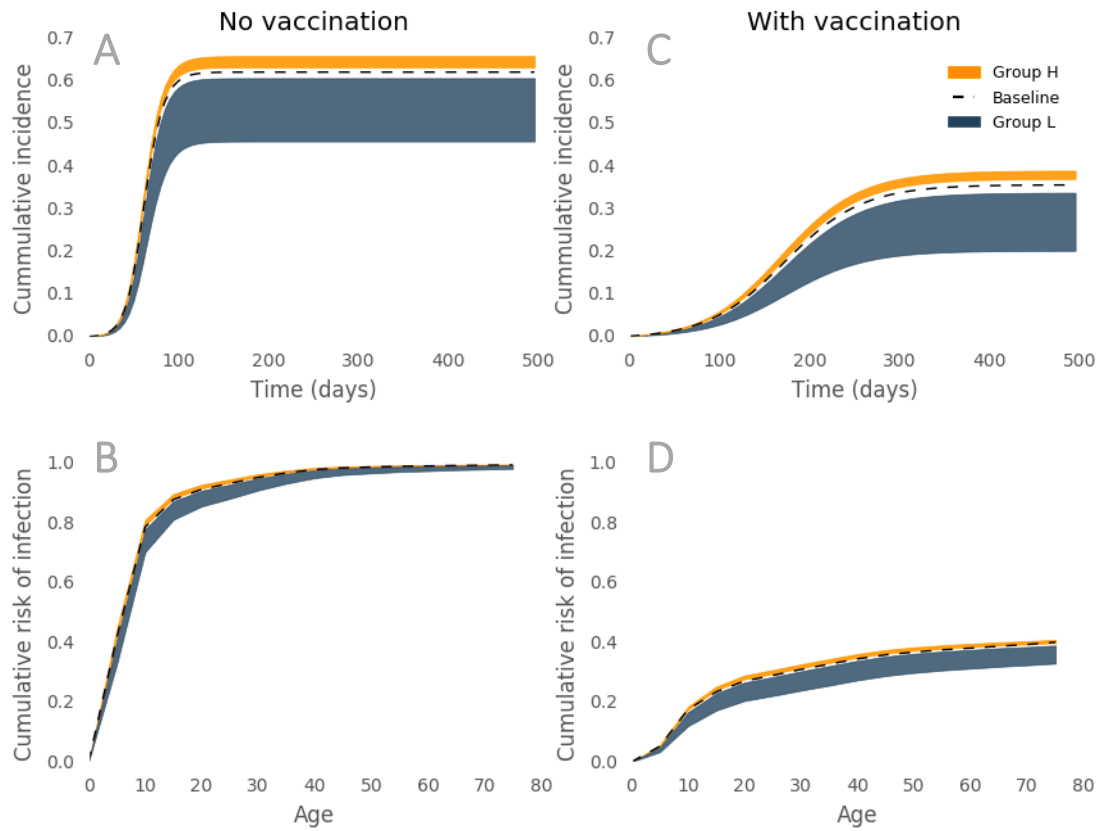 No vaccination
A
0.7
0.6
0.5
0.4
0.3
0.2
0.1
0.0
Cummulative incidence
0 100 200 300 400 500
Time (days)
With vaccination
C
0.7
0.6
0.5
0.4
0.3
0.2
0.1
0.0
Cummulative incidence
Group H
Baseline
Group L
0 100 200 300 400 500
Time (days)
B
1.0
0.8
0.6
0.4
0.2
0.0
Cumulative risk of infection
0 10 20 30 40 50 60 70 80
Age
D
1.0
0.8
0.6
0.4
0.2
0.0
Cumulative risk of infection
0 10 20 30 40 50 60 70 80
Age